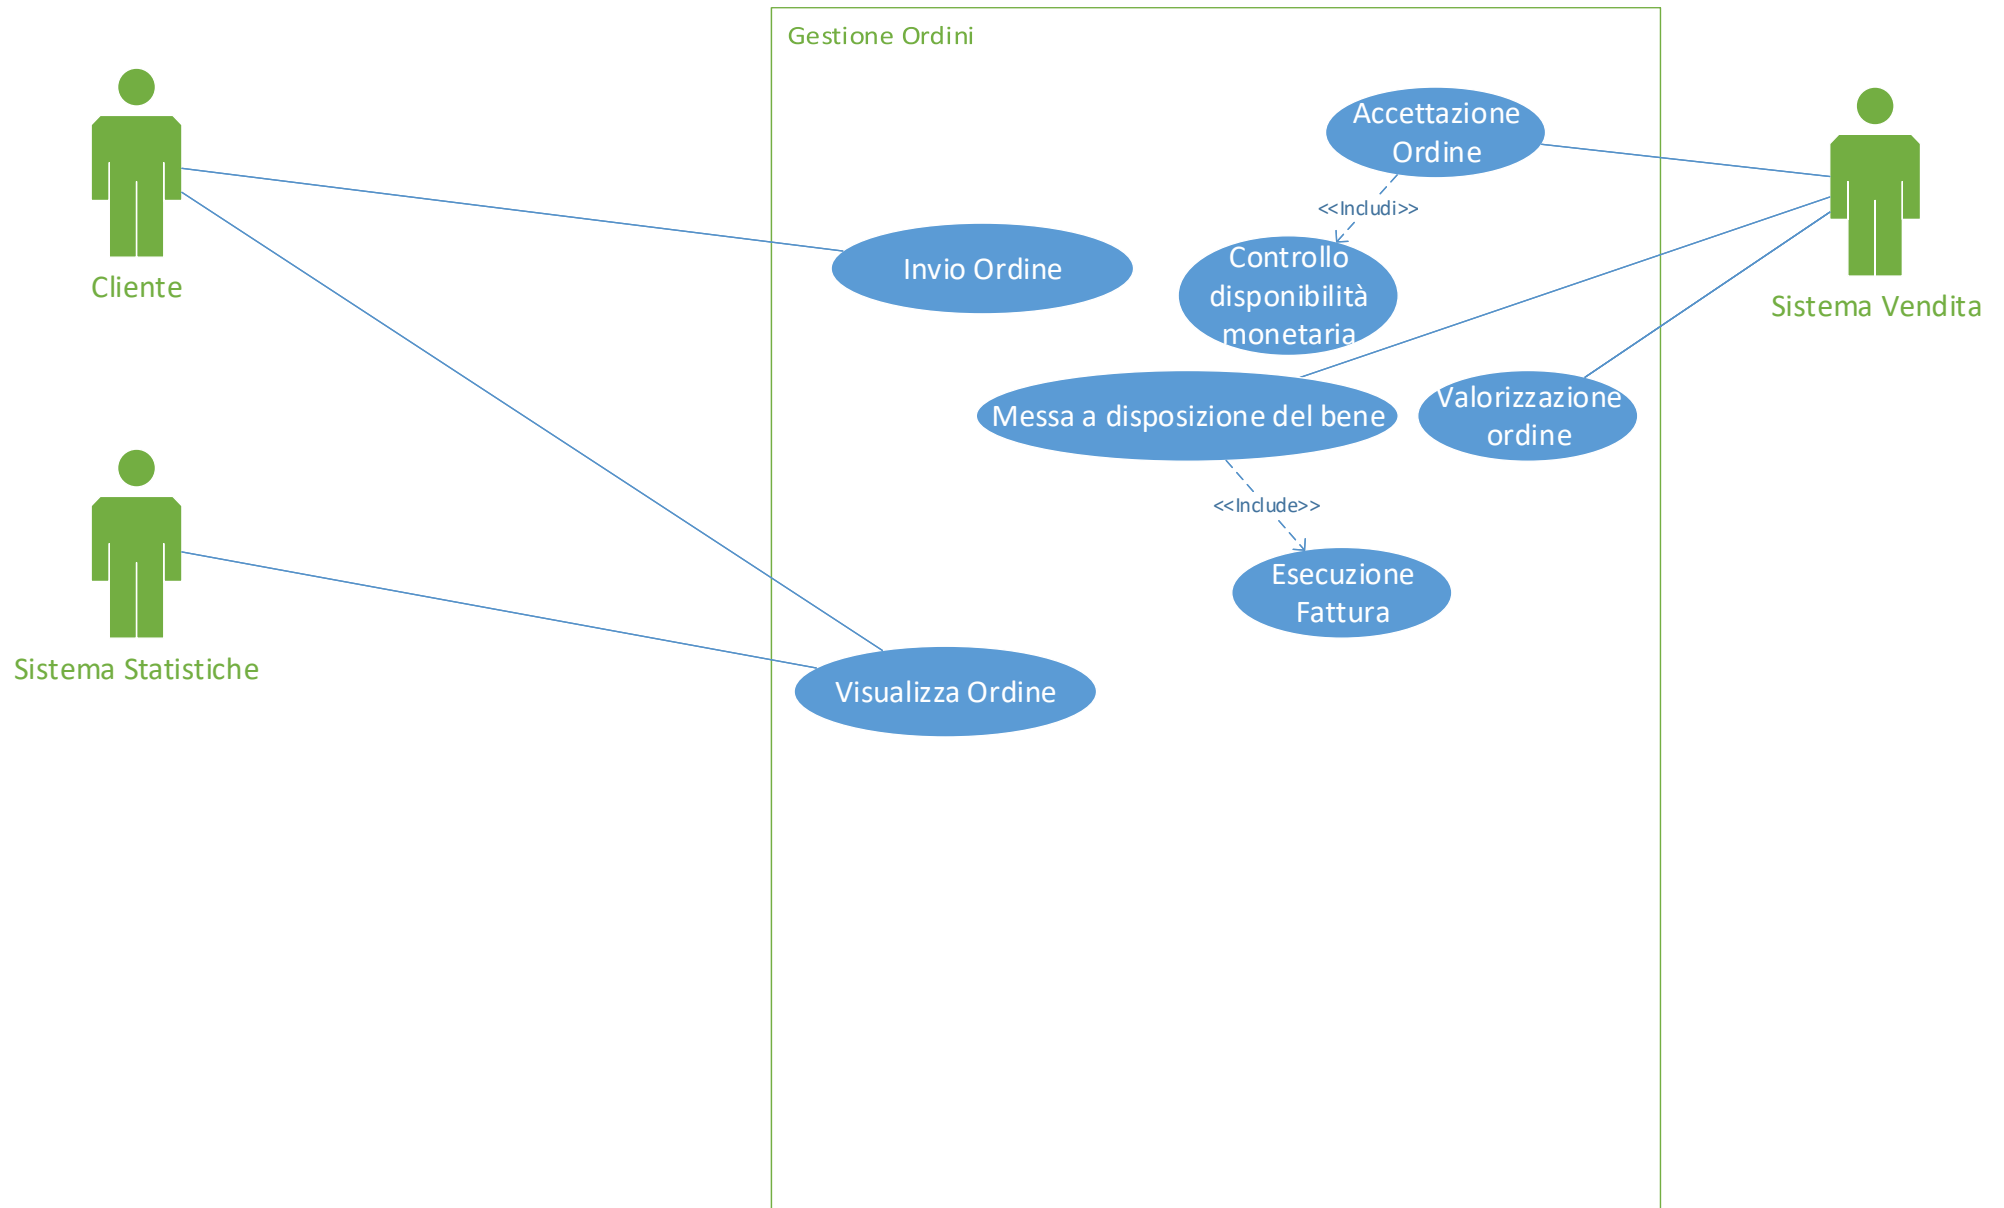 Gestione Ordini
Accettazione
Ordine
<<Includi>>
Invio Ordine
Controllo
disponibilità
monetaria
Cliente
Sistema Vendita
Messa a disposizione del bene
Valorizzazione
ordine
<<Include>>
Esecuzione
Fattura
Sistema Statistiche
Visualizza Ordine